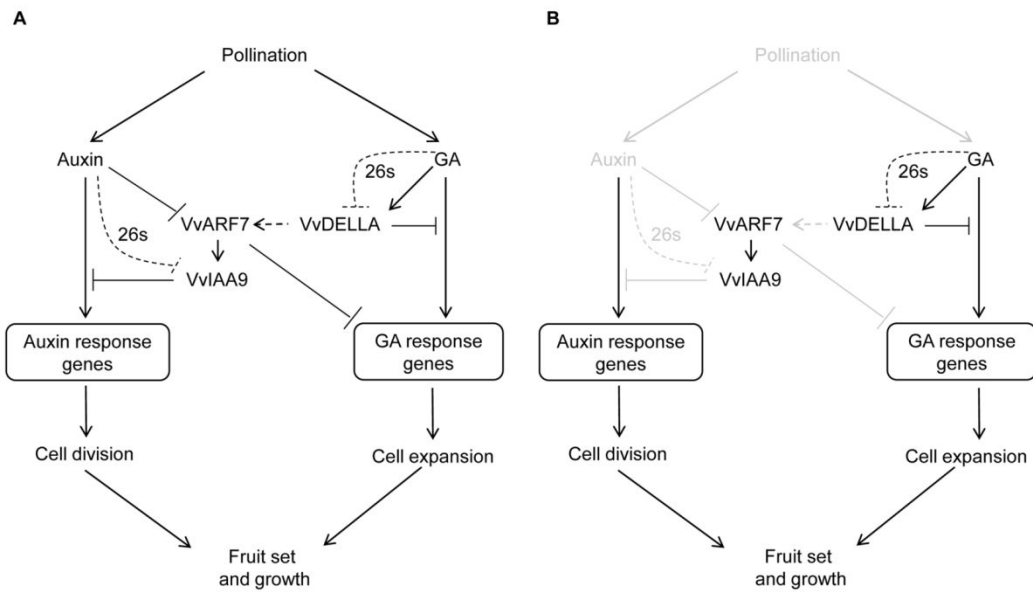 A
Pollination
Auxin
GA
26s
VvARF7
VvDELLA
26s
VvIAA9
Auxin response
genes
GA response
genes
Cell division
Cell expansion
Fruit set
and growth
B
Pollination
Auxin
GA
26s
VvARF7
VvDELLA
26s
VvIAA9
Auxin response
genes
GA response
genes
Cell division
Cell expansion
Fruit set
and growth